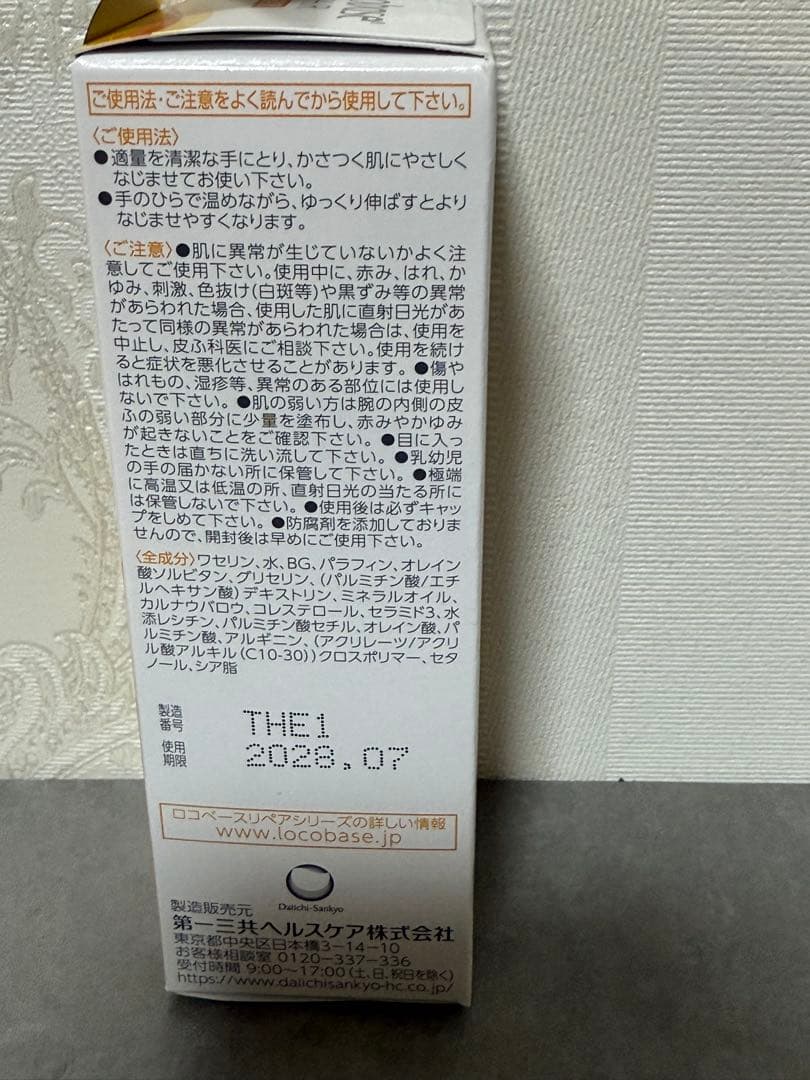 ご使用法・ご注意をよく読んでから使用して下さい。
〈ご使用法〉
●適量を清潔な手にとり、かさつく肌にやさしく
なじませてお使い下さい。
●手のひらで温めながら、ゆっくり伸ばすとより
なじませやすくなります。
〈ご注意〉●肌に異常が生じていないかよく注
意してご使用下さい。使用中に、赤み、はれ、か
ゆみ、刺激、色抜け(白斑等)や黒ずみ等の異常
があらわれた場合、使用した肌に直射日光があ
たって同様の異常があらわれた場合は、使用を
中止し、皮ふ科医にご相談下さい。使用を続け
ると症状を悪化させることがあります。●傷や
はれもの、湿疹等、異常のある部位には使用し
ないで下さい。●肌の弱い方は腕の内側の皮
ふの弱い部分に少量を塗布し、赤みやかゆみ
が起きないことをご確認下さい。●目に入っ
たときは直ちに洗い流して下さい。●乳幼児
の手の届かない所に保管して下さい。●極端
に高温又は低温の所、直射日光の当たる所に
は保管しないで下さい。●使用後は必ずキャッ
プをしめて下さい。●防腐剤を添加しておりま
せんので、開封後は早めにご使用下さい。
〈全成分〉ワセリン、水、BG、パラフィン、オレイン
酸ソルビタン、グリセリン、(パルミチン酸/エチ
ルヘキサン酸)デキストリン、ミネラルオイル、
カルナウバロウ、コレステロール、セラミド3、水
添レシチン、パルミチン酸セチル、オレイン酸、パ
ルミチン酸、アルギニン、(アクリレーツ/アクリ
ル酸アルキル(C10-30))クロスポリマー、セタ
ノール、シア脂
製造
番号 THE1
使用
期限 2028.07
ロコベースリペアシリーズの詳しい情報
www.locobase.jp
Daiichi-Sankyo
製造販売元
第一三共ヘルスケア株式会社
東京都中央区日本橋3-14-10
お客様相談室 0120-337-336
受付時間 9:00～17:00(土、日、祝日を除く)
https://www.daiichisankyo-hc.co.jp/